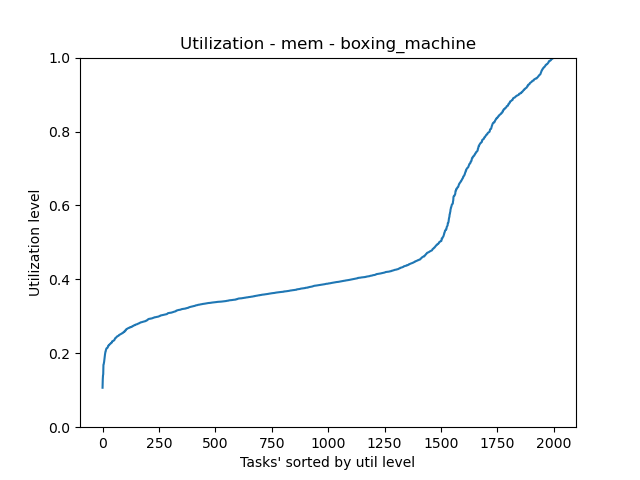 Utilization - mem - boxing_machine
1.0
0.8
0.6
0.4
0.2
0.0
Utilization level
0 250 500 750 1000 1250 1500 1750 2000
Tasks' sorted by util level